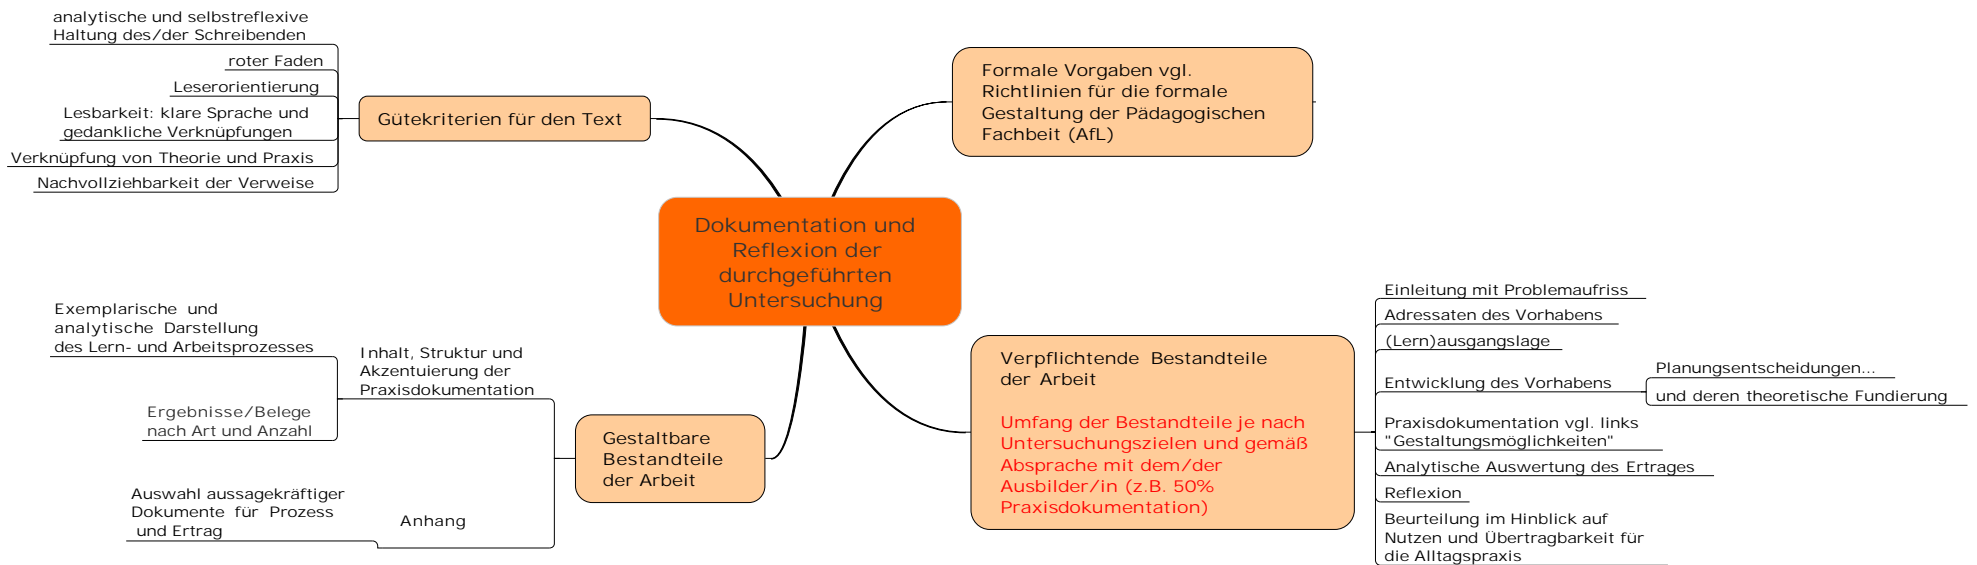 analytische und selbstreflexive
Haltung des/der Schreibenden
roter Faden
Leserorientierung
Lesbarkeit: klare Sprache und
gedankliche Verknüpfungen
Verknüpfung von Theorie und Praxis
Nachvollziehbarkeit der Verweise
Gütekriterien für den Text
Formale Vorgaben vgl.
Richtlinien für die formale
Gestaltung der Pädagogischen
Fachbeit (AfL)
Dokumentation und
Reflexion der
durchgeführten
Untersuchung
Exemplarische und
analytische Darstellung
des Lern- und Arbeitsprozesses
Ergebnisse/Belege
nach Art und Anzahl
Inhalt, Struktur und
Akzentuierung der
Praxisdokumentation
Auswahl aussagekräftiger
Dokumente für Prozess
und Ertrag
Anhang
Gestaltbare
Bestandteile
der Arbeit
Verpflichtende Bestandteile
der Arbeit
Umfang der Bestandteile je nach
Untersuchungszielen und gemäß
Absprache mit dem/der
Ausbilder/in (z.B. 50%
Praxisdokumentation)
Einleitung mit Problemaufriss
Adressaten des Vorhabens
(Lern)ausgangslage
Entwicklung des Vorhabens
Planungsentscheidungen...
und deren theoretische Fundierung
Praxisdokumentation vgl. links
"Gestaltungsmöglichkeiten"
Analytische Auswertung des Ertrages
Reflexion
Beurteilung im Hinblick auf
Nutzen und Übertragbarkeit für
die Alltagspraxis